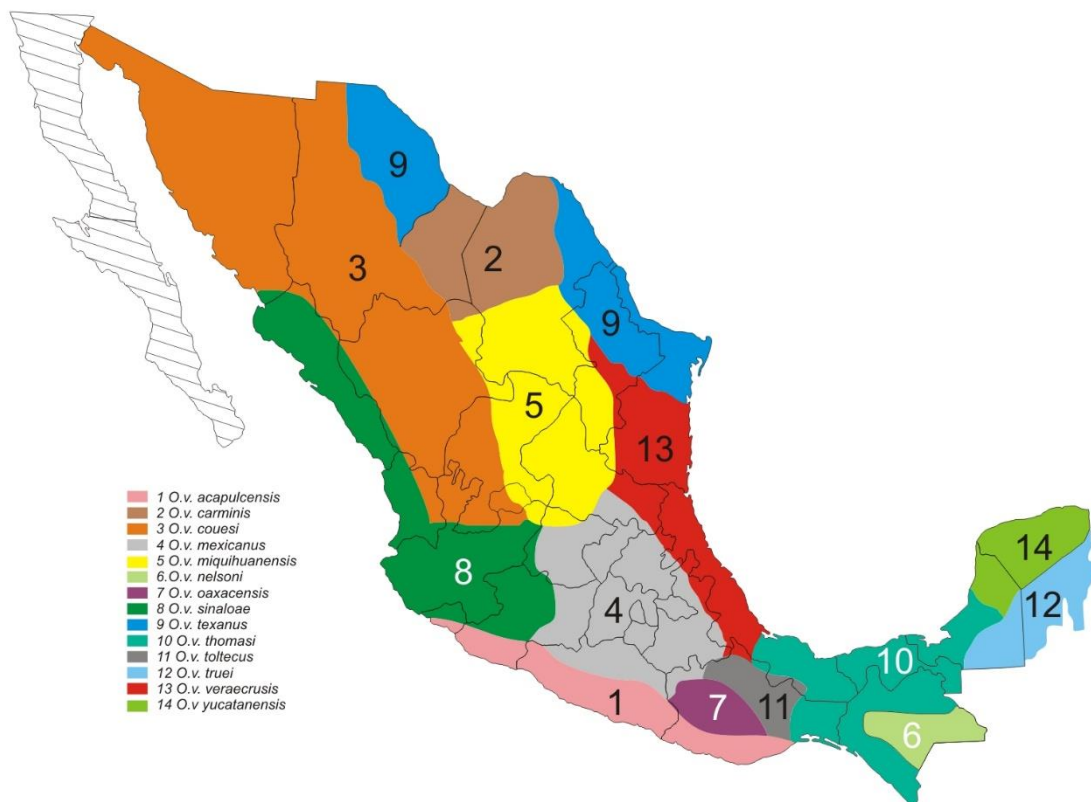 9
2
3
9
5
13
1 O.v. acapulcensis
2 O.v. carminis
3 O.v. couesi
4 O.v. mexicanus
5 O.v. miquihuanensis
6 O.v. nelsoni
7 O.v. oaxacensis
8 O.v. sinaloae
9 O.v. texanus
10 O.v. thomasi
11 O.v. toltecus
12 O.v. truei
13 O.v. veraecrusis
14 O.v yucatanensis
8
4
14
12
10
1
7
11
6